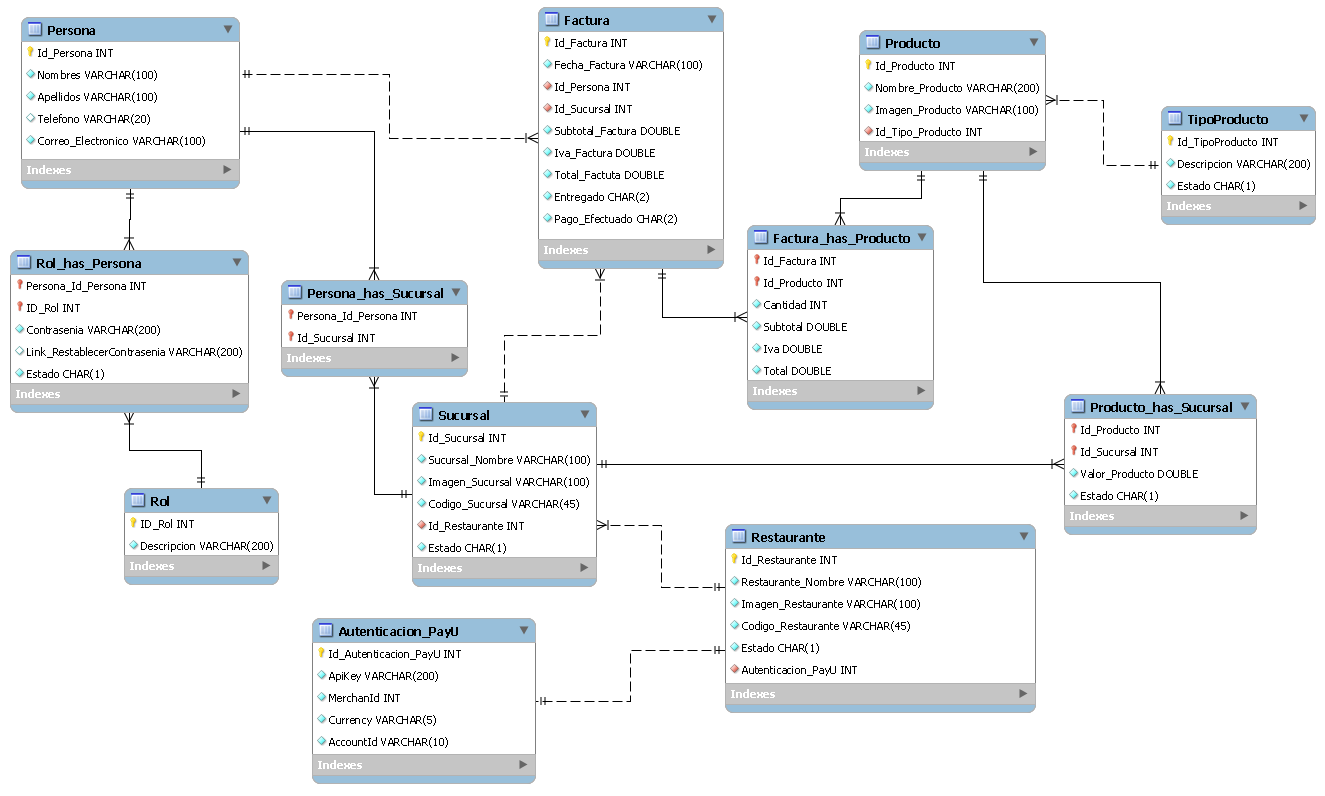 Persona
Id_Persona INT
Nombres VARCHAR(100)
Apellidos VARCHAR(100)
Telefono VARCHAR(20)
Correo_Electronico VARCHAR(100)
Indexes
Factura
Id_Factura INT
Fecha_Factura VARCHAR(100)
Id_Persona INT
Id_Sucursal INT
Subtotal_Factura DOUBLE
Iva_Factura DOUBLE
Total_Factuta DOUBLE
Entregado CHAR(2)
Pago_Efectuado CHAR(2)
Indexes
Producto
Id_Producto INT
Nombre_Producto VARCHAR(200)
Imagen_Producto VARCHAR(100)
Id_Tipo_Producto INT
Indexes
TipoProducto
Id_TipoProducto INT
Descripcion VARCHAR(200)
Estado CHAR(1)
Indexes
Rol_has_Persona
Persona_Id_Persona INT
ID_Rol INT
Contrasenia VARCHAR(200)
Link_RestablecerContrasenia VARCHAR(200)
Estado CHAR(1)
Indexes
Persona_has_Sucursal
Persona_Id_Persona INT
Id_Sucursal INT
Indexes
Factura_has_Producto
Id_Factura INT
Id_Producto INT
Cantidad INT
Subtotal DOUBLE
Iva DOUBLE
Total DOUBLE
Indexes
Producto_has_Sucursal
Id_Producto INT
Id_Sucursal INT
Valor_Producto DOUBLE
Estado CHAR(1)
Indexes
Sucursal
Id_Sucursal INT
Sucursal_Nombre VARCHAR(100)
Imagen_Sucursal VARCHAR(100)
Codigo_Sucursal VARCHAR(45)
Id_Restaurante INT
Estado CHAR(1)
Indexes
Rol
ID_Rol INT
Descripcion VARCHAR(200)
Indexes
Restaurante
Id_Restaurante INT
Restaurante_Nombre VARCHAR(100)
Imagen_Restaurante VARCHAR(100)
Codigo_Restaurante VARCHAR(45)
Estado CHAR(1)
Autenticacion_PayU INT
Indexes
Autenticacion_PayU
Id_Autenticacion_PayU INT
ApiKey VARCHAR(200)
MerchanId INT
Currency VARCHAR(5)
AccountId VARCHAR(10)
Indexes